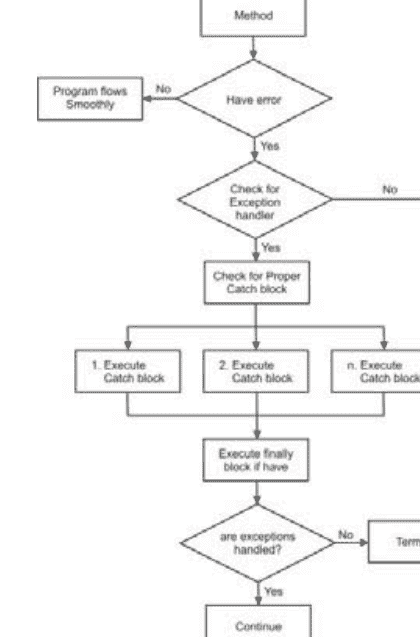 Method
Program flows
Smoothly
No
Have error
Yes
Check for
Exception
handler
No
Yes
Check for Proper
Catch block
1. Execute
Catch block
2. Execute
Catch block
n. Execute
Catch block
Execute finally
block if have
are exceptions
handled?
No
Term
Yes
Continue